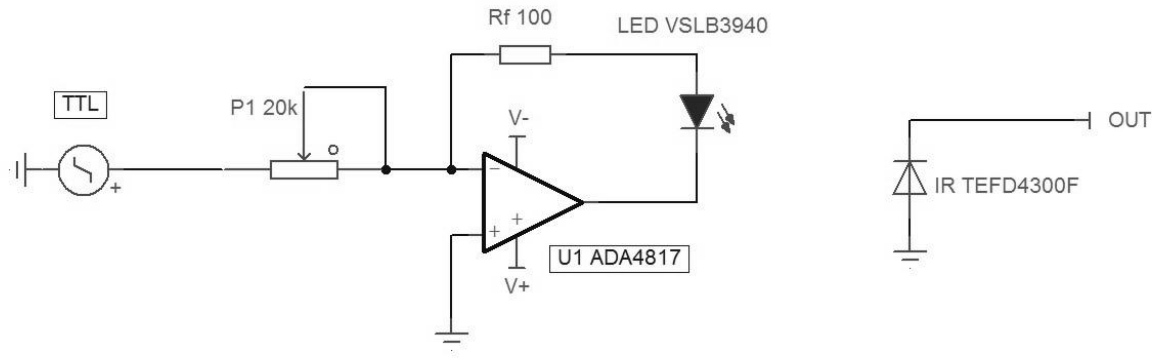 Rf 100
LED VSLB3940
TTL
P1 20k
V-
OUT
+
−
IR TEFD4300F
+
+
U1 ADA4817
V+